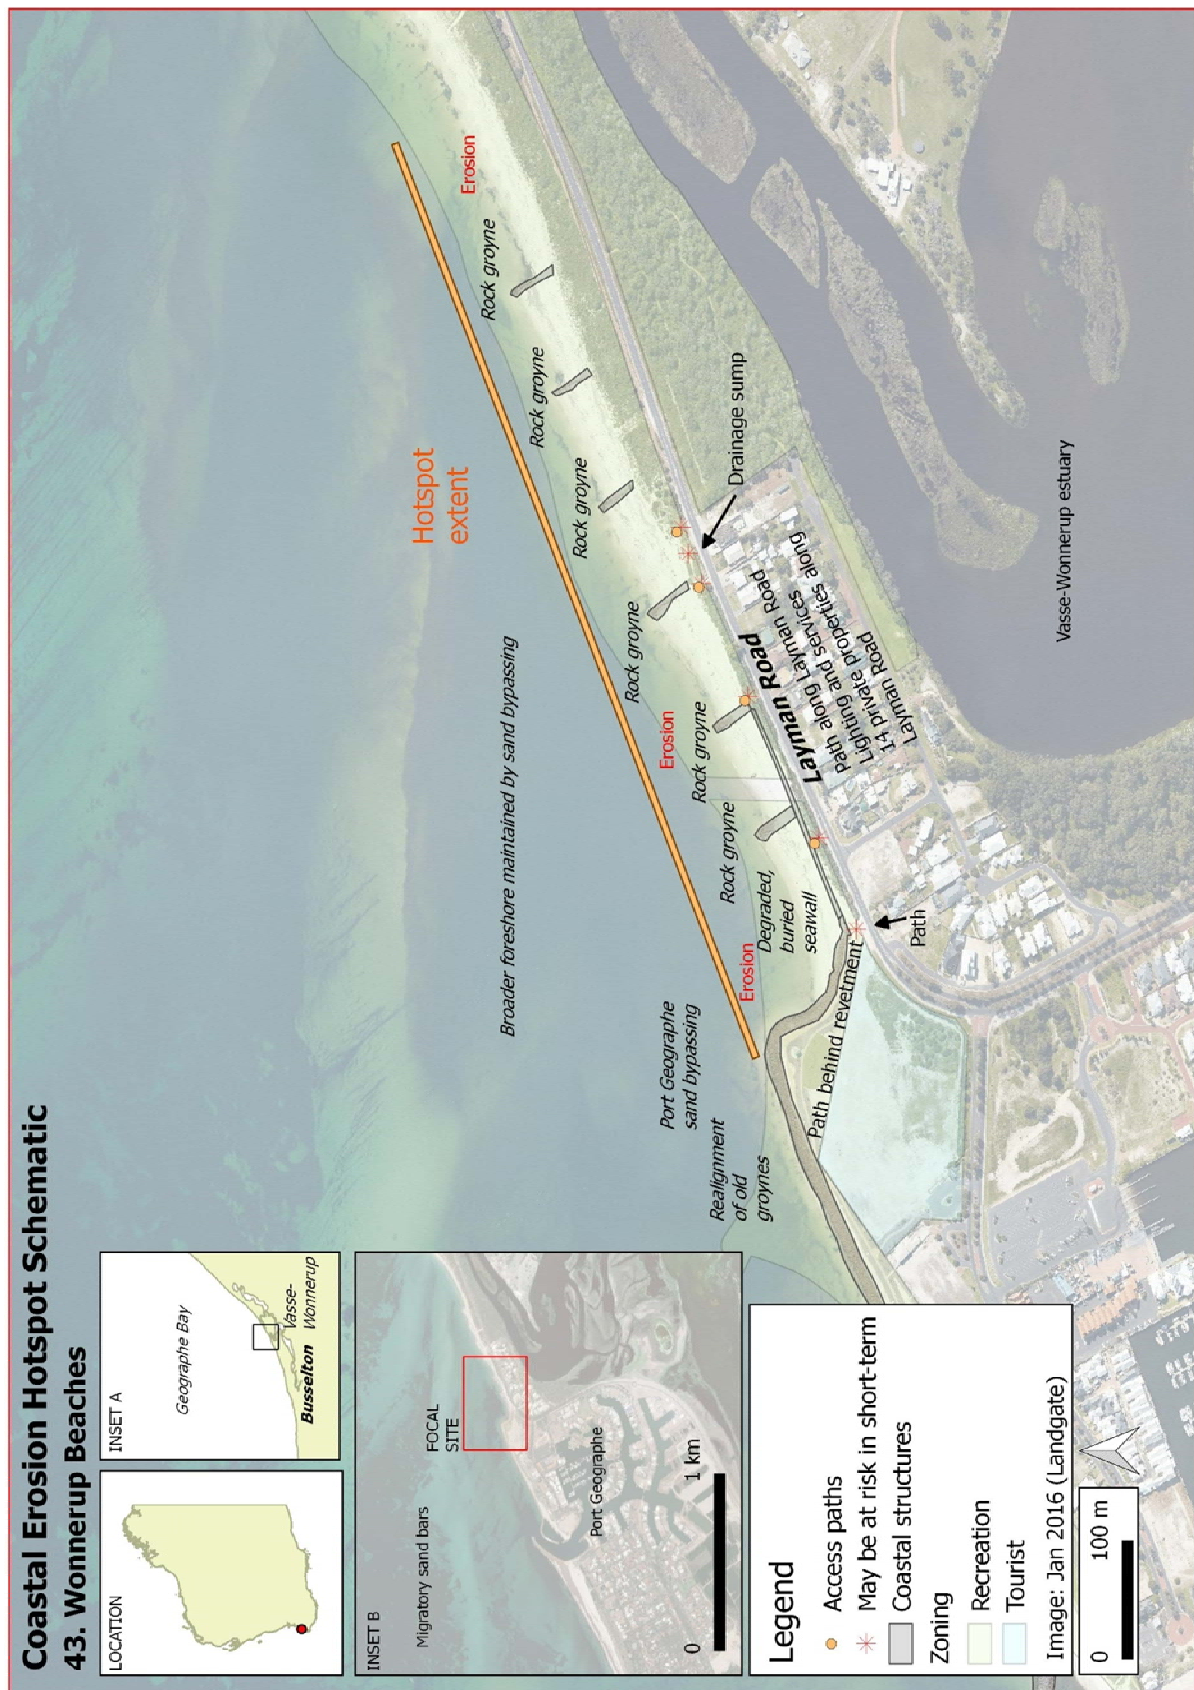 Coastal Erosion Hotspot Schematic
43. Wonnerup Beaches
LOCATION
INSET A
Geographe Bay
Vasse-
Wonnerup
Busselton
INSET B
Migratory sand bars
FOCAL
SITE
Port Geographe
0
1 km
Legend
Access paths
May be at risk in short-term
Coastal structures
Zoning
Recreation
Tourist
Image: Jan 2016 (Landgate)
0
100 m
Broader foreshore maintained by sand bypassing
Hotspot
extent
Port Geographe
sand bypassing
Realignment
of old
groynes
Erosion
Degraded,
buried
seawall
Path behind revetment
Path
Rock groyne
Rock groyne
Erosion
Rock groyne
Rock groyne
Rock groyne
Rock groyne
Erosion
Layman Road
Path along Layman Road
Lighting and services along
14 private properties along
Layman Road
Drainage sump
Vasse-Wonnerup estuary